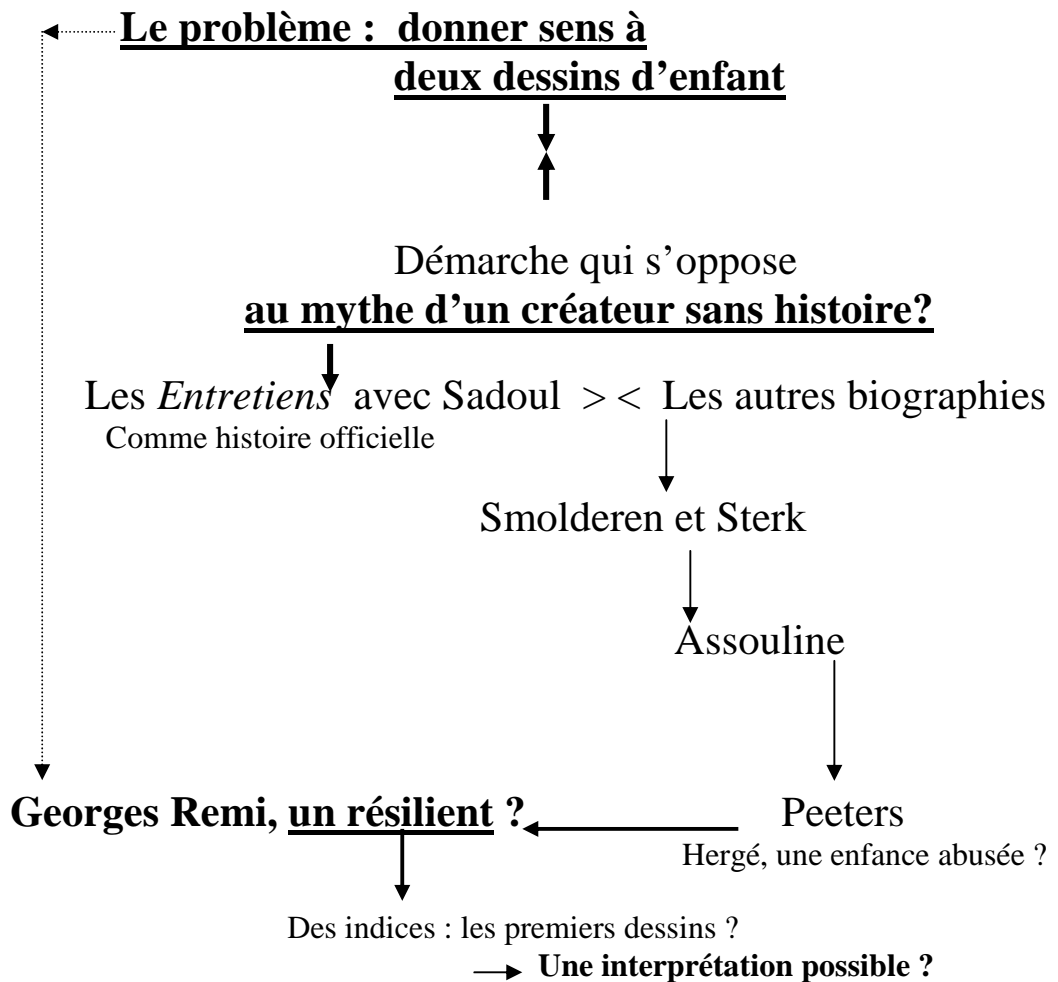 Le problème : donner sens à
deux dessins d’enfant
Démarche qui s’oppose
au mythe d’un créateur sans histoire?
Les Entretiens avec Sadoul > < Les autres biographies
Comme histoire officielle
Smolderen et Sterk
Assouline
Georges Remi, un résilient ? Peeters
Hergé, une enfance abusée ?
Des indices : les premiers dessins ?
Une interprétation possible ?